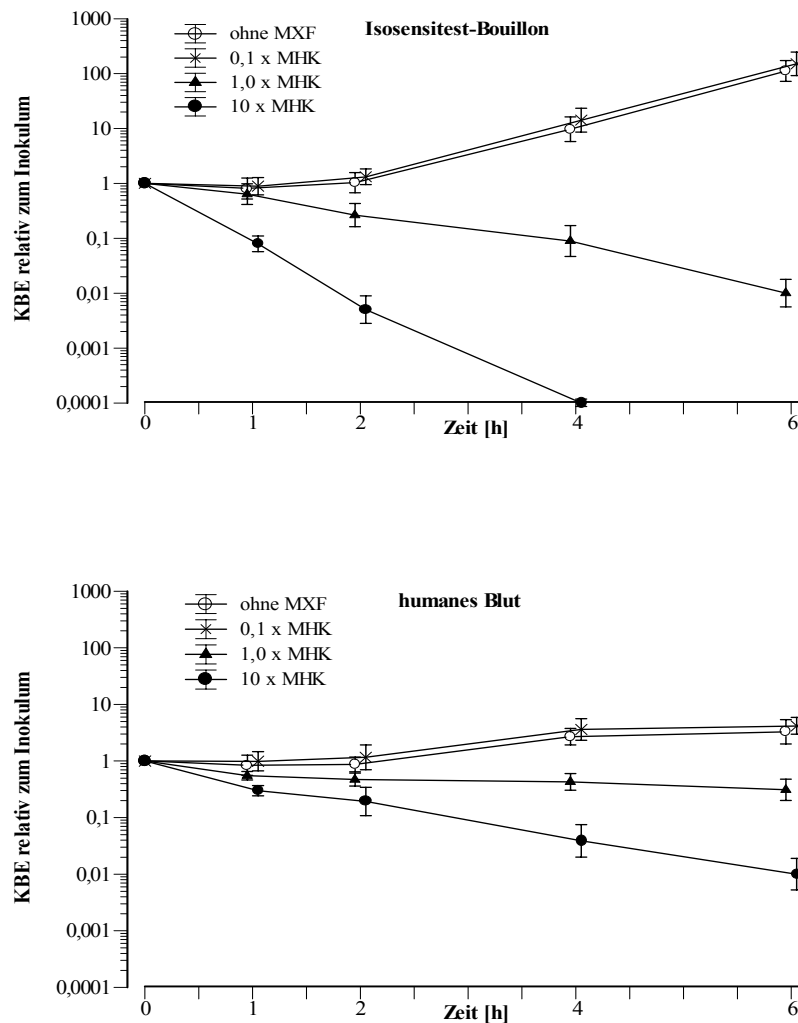 Isosensitest-Bouillon
ohne MXF
0,1 x MHK
1,0 x MHK
10 x MHK
KBE relativ zum Inokulum
1000
100
10
1
0,1
0,01
0,001
0,0001
0 1 2 4 6
Zeit [h]
humanes Blut
ohne MXF
0,1 x MHK
1,0 x MHK
10 x MHK
KBE relativ zum Inokulum
1000
100
10
1
0,1
0,01
0,001
0,0001
0 1 2 4 6
Zeit [h]